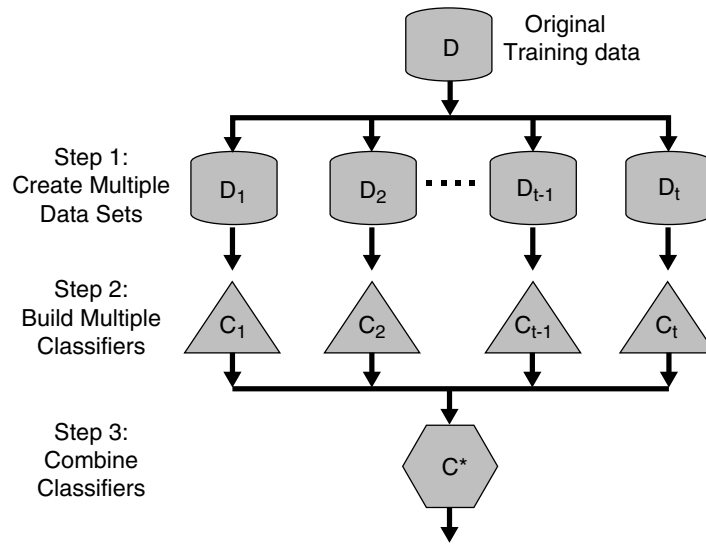 D
Original
Training data
Step 1:
Create Multiple
Data Sets
D1
D2
......
Dt-1
Dt
Step 2:
Build Multiple
Classifiers
C1
C2
Ct-1
Ct
Step 3:
Combine
Classifiers
C*